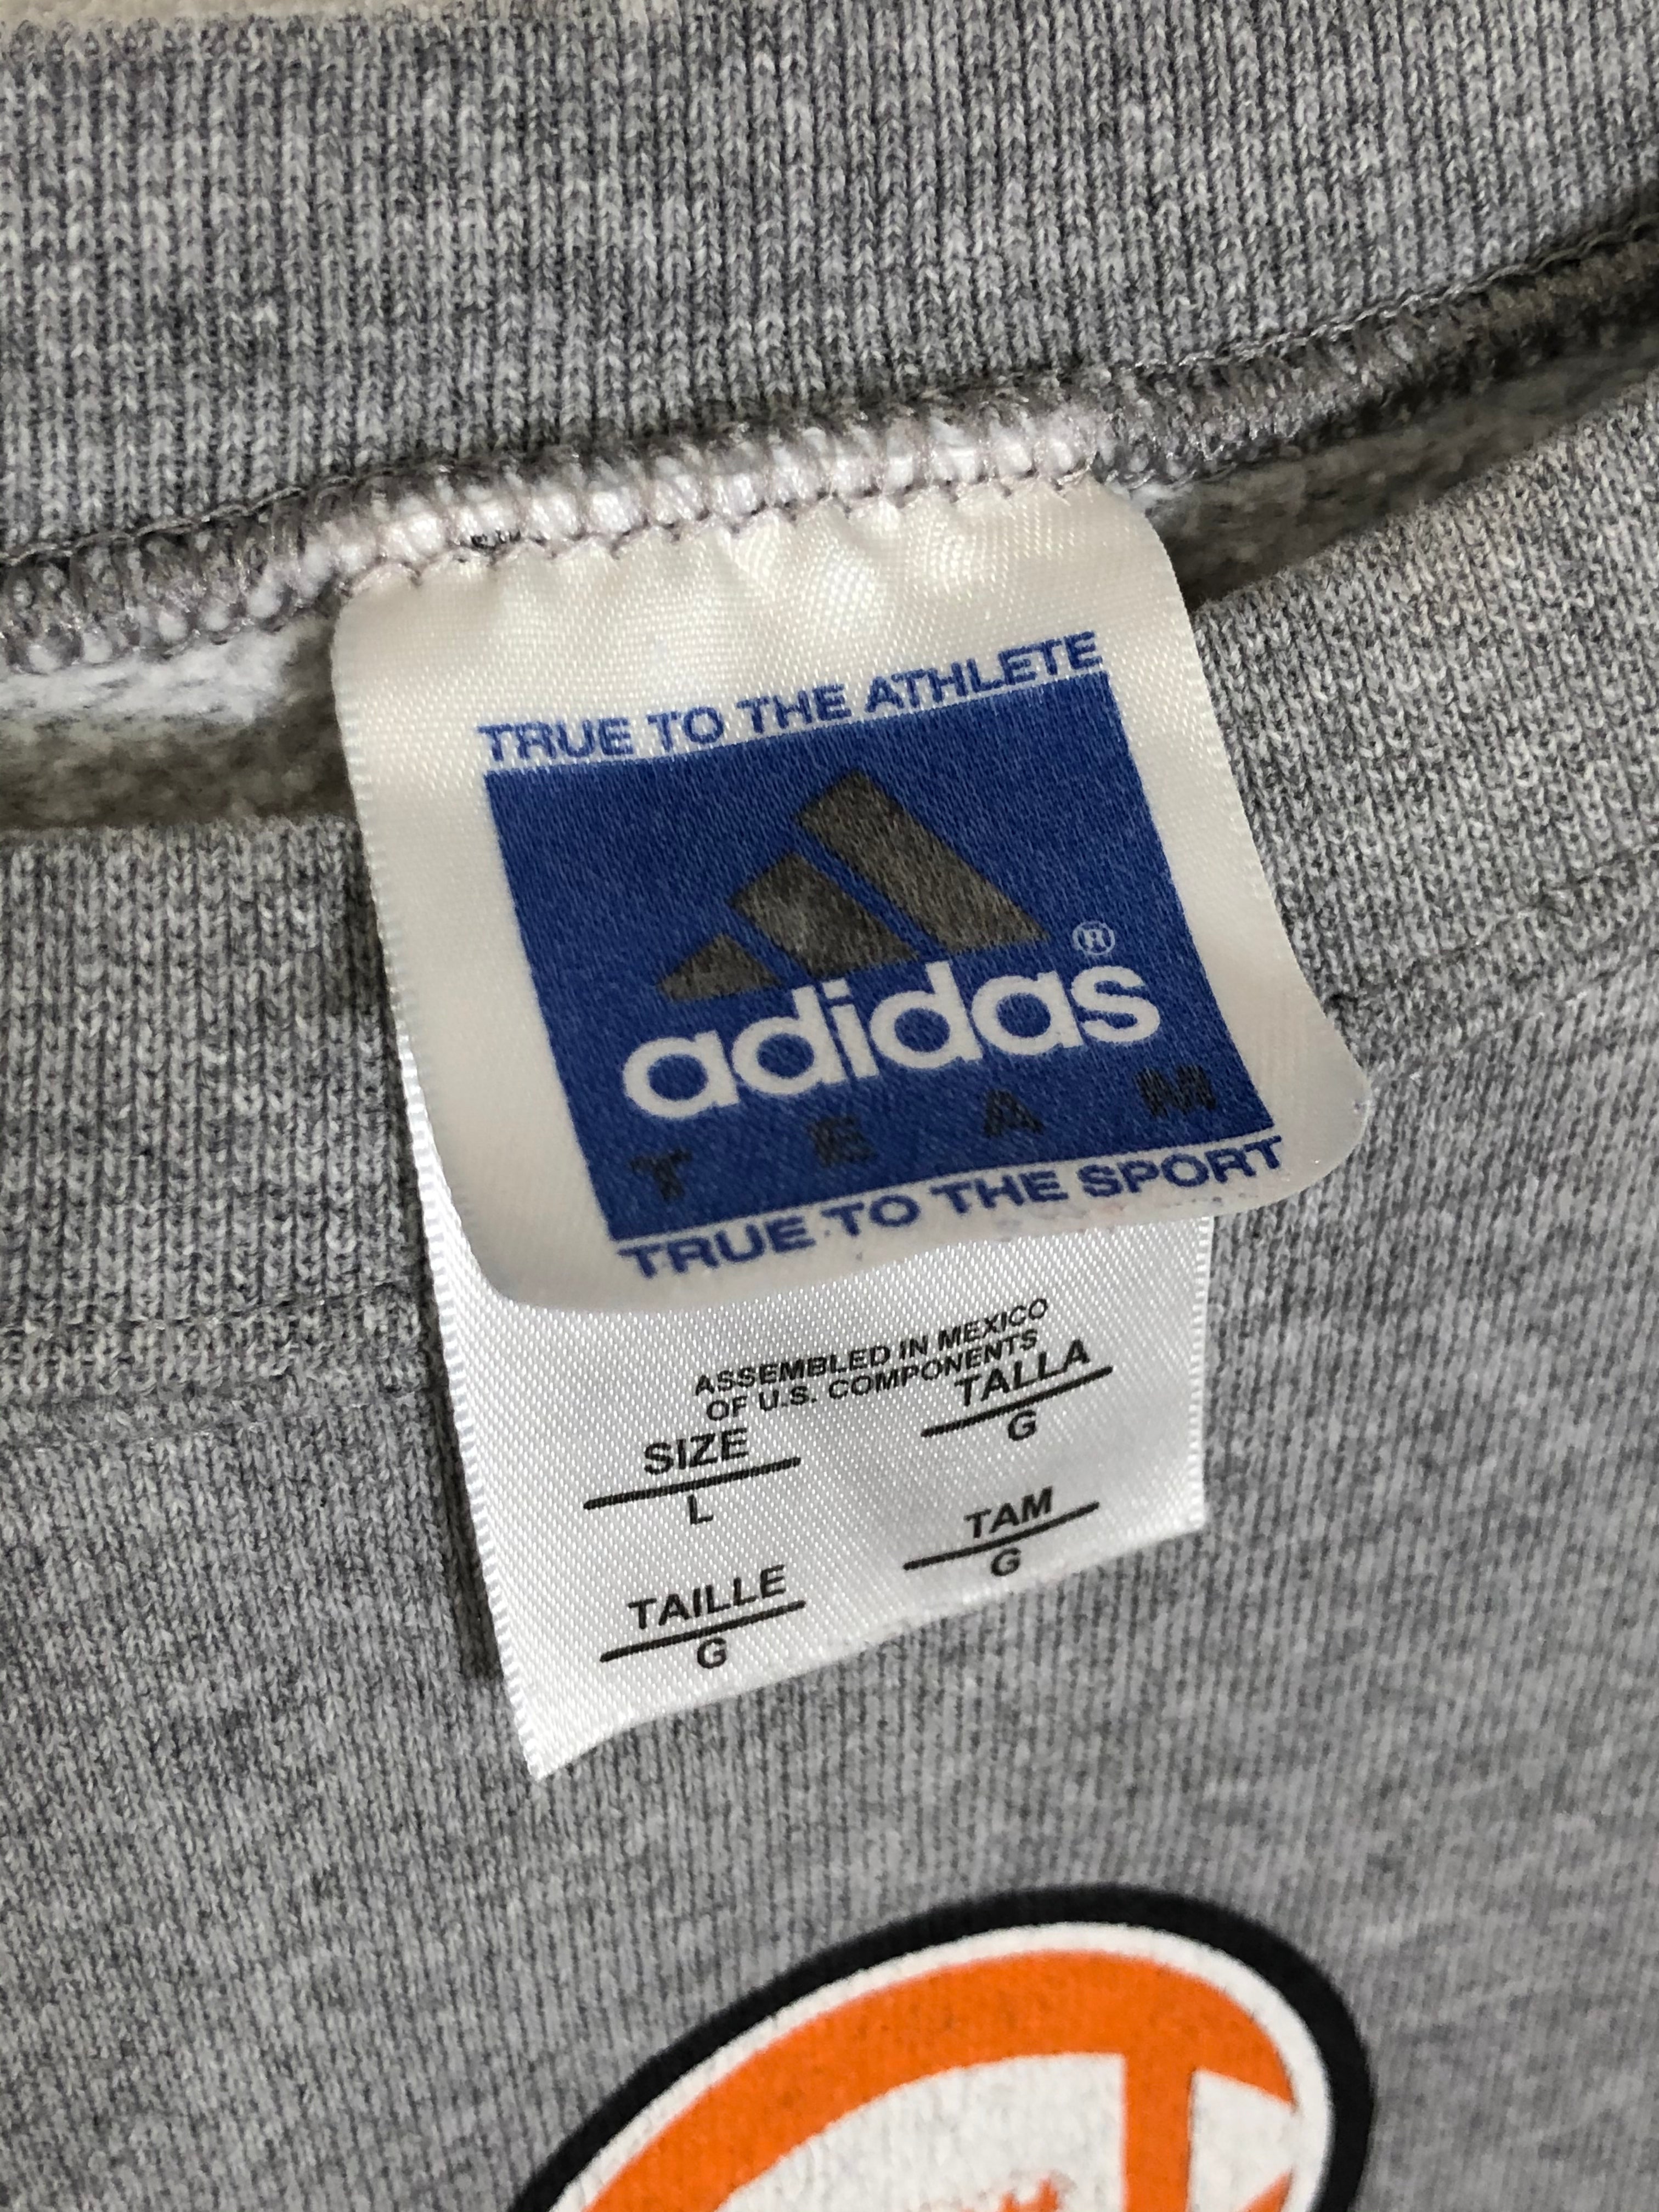 TRUE TO THE ATHLETE
adidas®
TEAM
TRUE TO THE SPORT
ASSEMBLED IN MEXICO
OF U.S. COMPONENTS
SIZE
L
TALLA
G
TAILLE
G
TAM
G